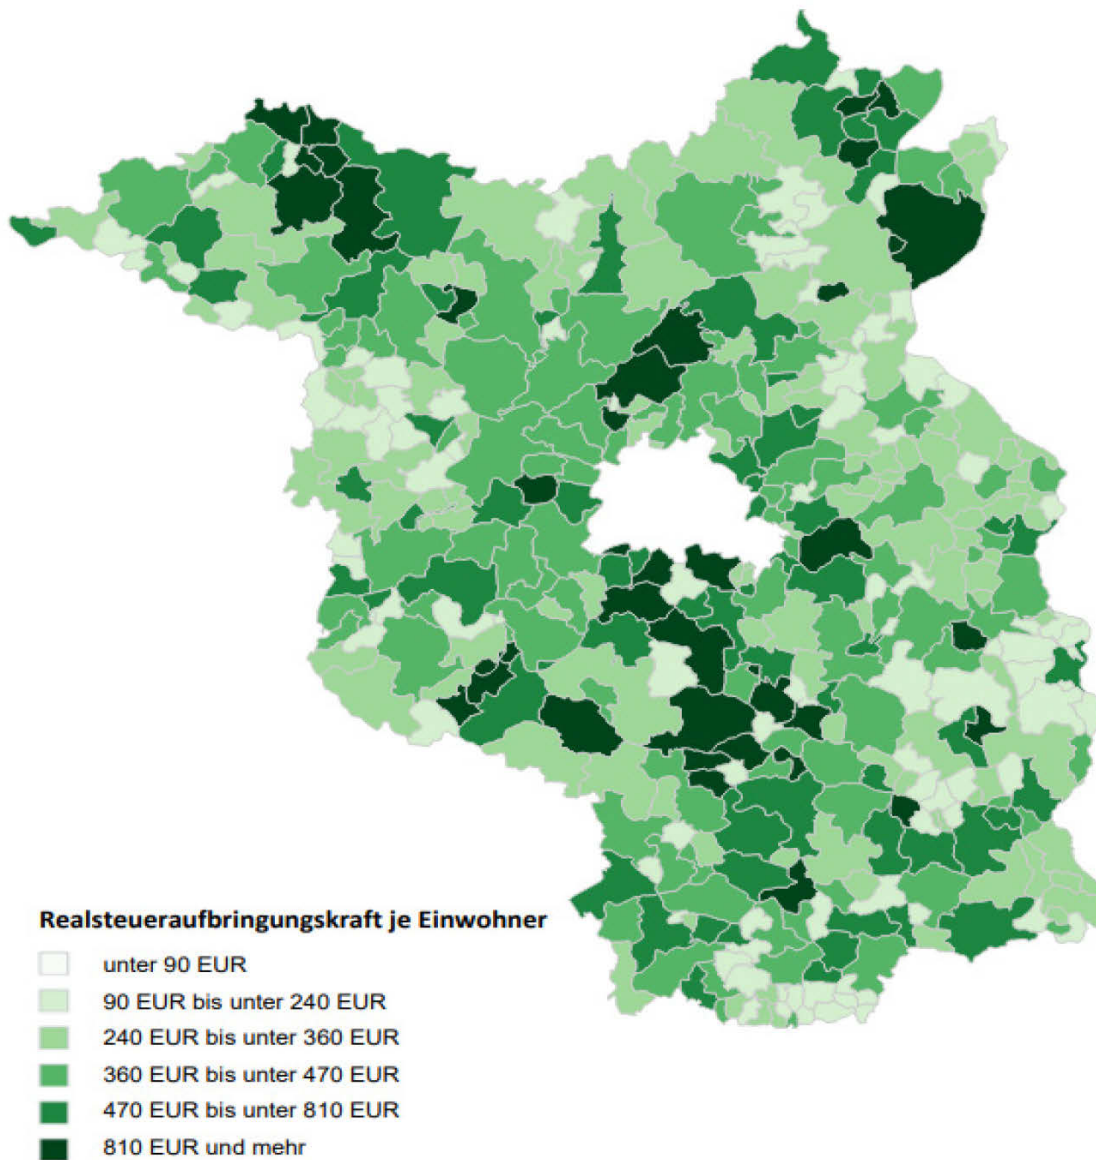 Realsteueraufbringungskraft je Einwohner
unter 90 EUR
90 EUR bis unter 240 EUR
240 EUR bis unter 360 EUR
360 EUR bis unter 470 EUR
470 EUR bis unter 810 EUR
810 EUR und mehr